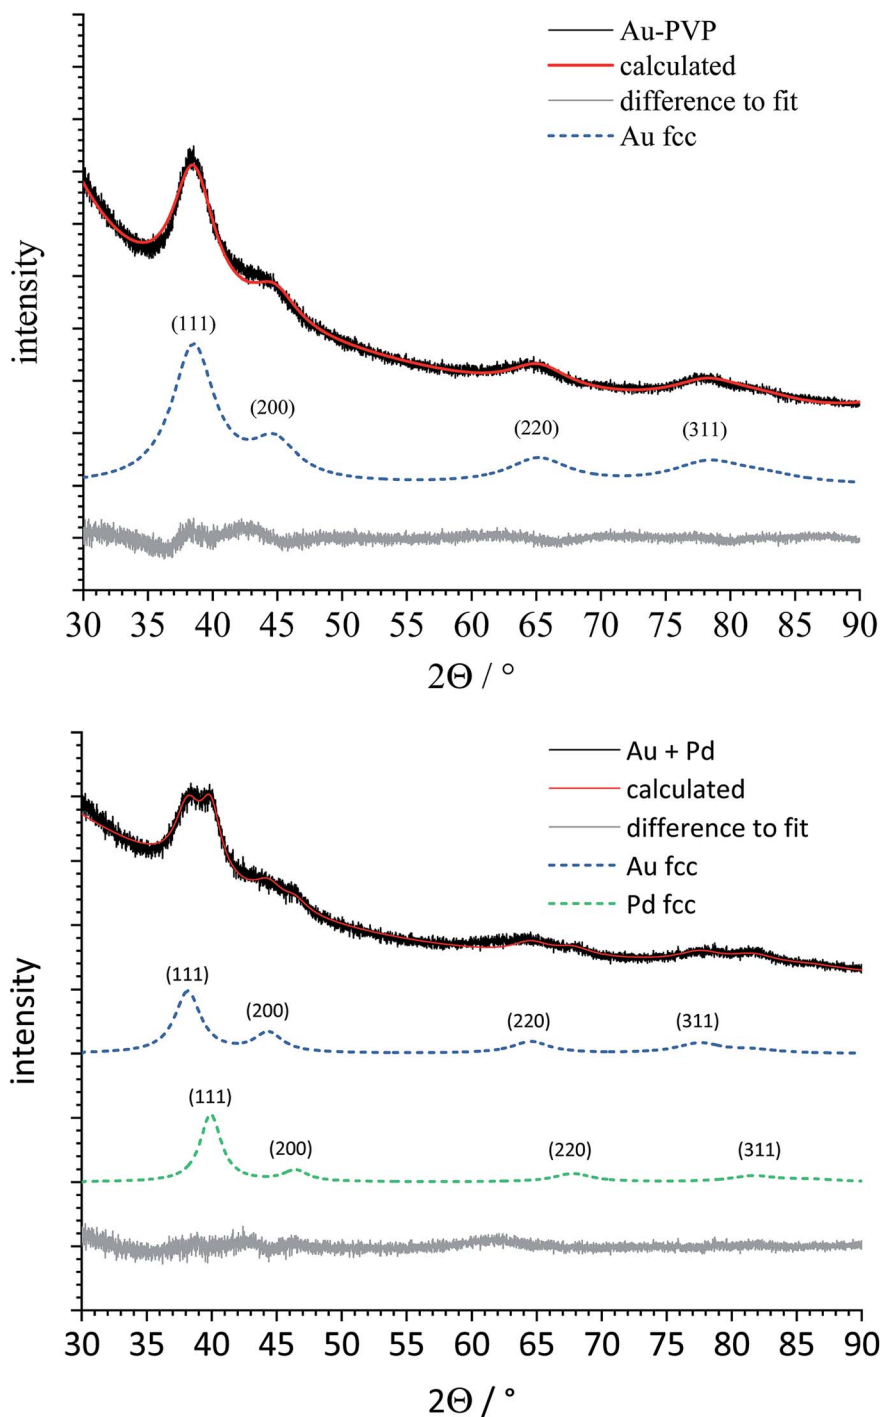 Au-PVP
calculated
difference to fit
Au fcc
intensity
(111)
(200)
(220)
(311)
30 35 40 45 50 55 60 65 70 75 80 85 90
2Θ / °
Au + Pd
calculated
difference to fit
Au fcc
Pd fcc
intensity
(111)
(200)
(220)
(311)
(111)
(200)
(220)
(311)
30 35 40 45 50 55 60 65 70 75 80 85 90
2Θ / °